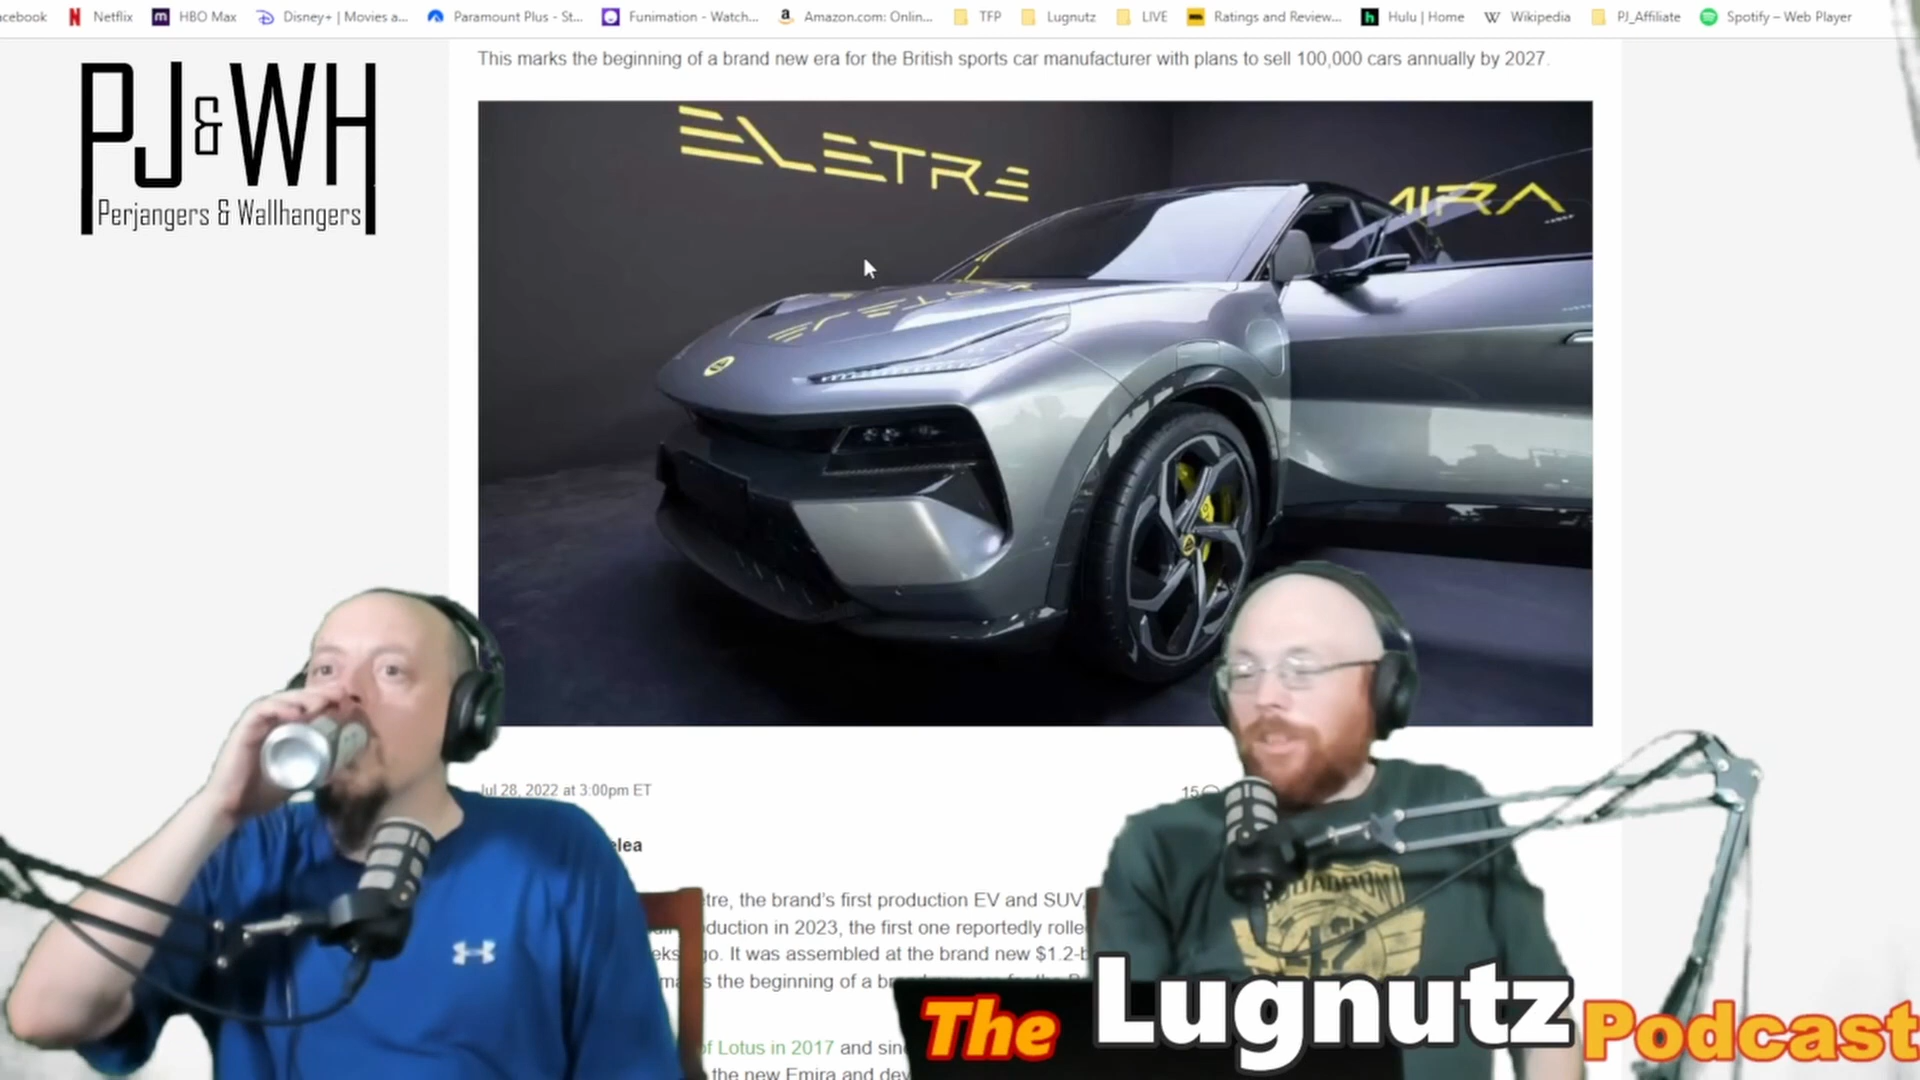 Netflix HBO Max Disney+ | Movies a... Paramount Plus - St... Funimation - Watch... Amazon.com: Onlin... TFP Lugnutz LIVE Ratings and Review... Hulu | Home Wikipedia PJ_Affiliate Spotify – Web Player
This marks the beginning of a brand new era for the British sports car manufacturer with plans to sell 100,000 cars annually by 2027.
PJ&WH
Perjangers & Wallhangers
ELETRE
MIRA
Jul 28, 2022 at 3:00pm ET
15
the brand's first production EV and SUV,
duction in 2023, the first one reportedly rolle
go. It was assembled at the brand new $1.2-b
s the beginning of a
of Lotus in 2017 and
the new Emira and
The Lugnutz Podcast